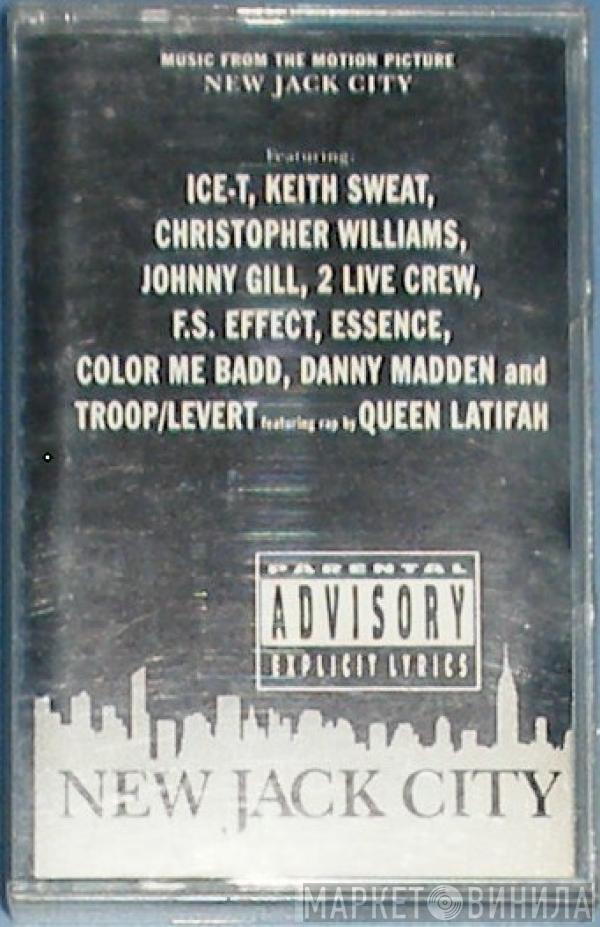 MUSIC FROM THE MOTION PICTURE
NEW JACK CITY
Featuring:
ICE-T, KEITH SWEAT,
CHRISTOPHER WILLIAMS,
JOHNNY GILL, 2 LIVE CREW,
F.S. EFFECT, ESSENCE,
COLOR ME BADD, DANNY MADDEN and
TROOP/LEVERT featuring rap by QUEEN LATIFAH
PARENTAL
ADVISORY
EXPLICIT LYRICS
NEW JACK CITY
МАРКЕТ ВИНИЛА